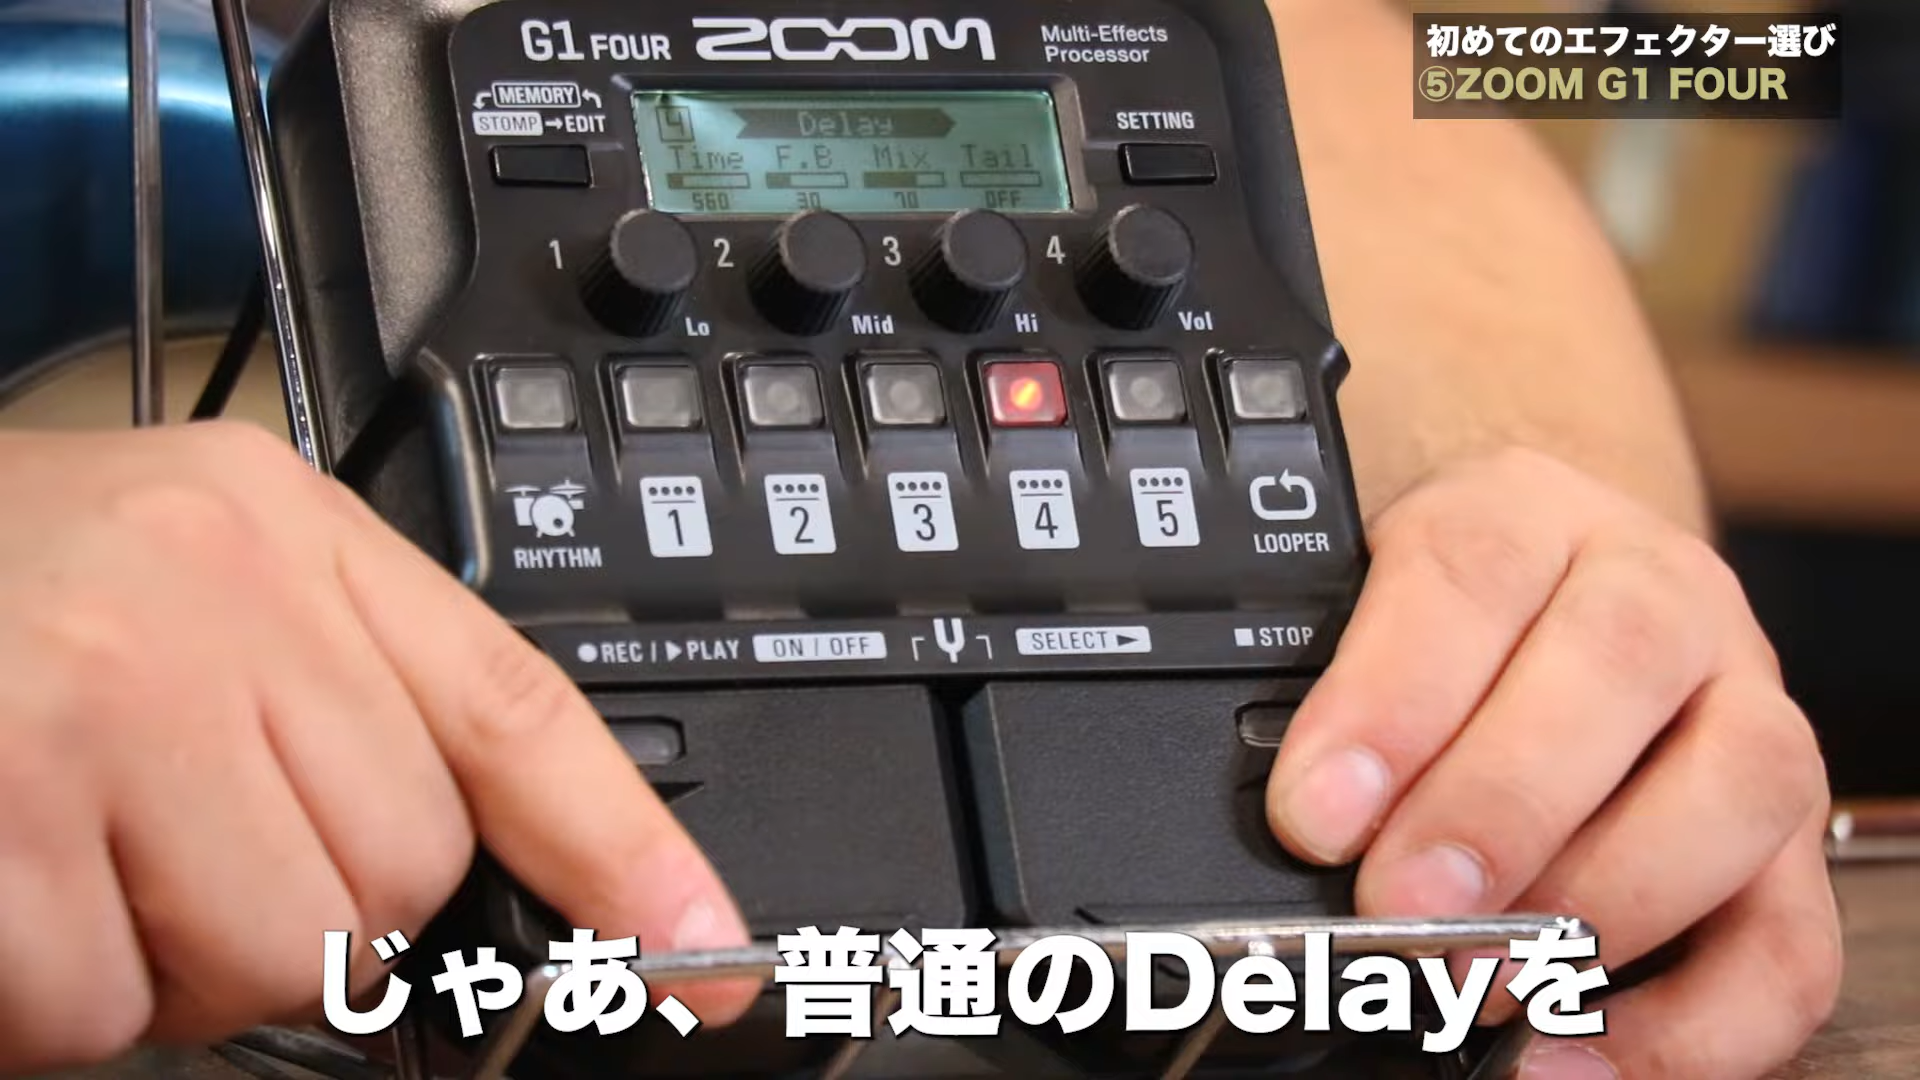 初めてのエフェクター選び
⑤ZOOM G1 FOUR
G1 FOUR ZOOM Multi-Effects Processor
MEMORY
STOMP→EDIT
SETTING
4 Delay
Time F.B Mix Tail
560 30 70 OFF
1 2 3 4
Lo Mid Hi Vol
1 2 3 4 5
RHYTHM LOOPER
●REC / ▶PLAY ON / OFF SELECT ► ■STOP
じゃあ、普通のDelayを